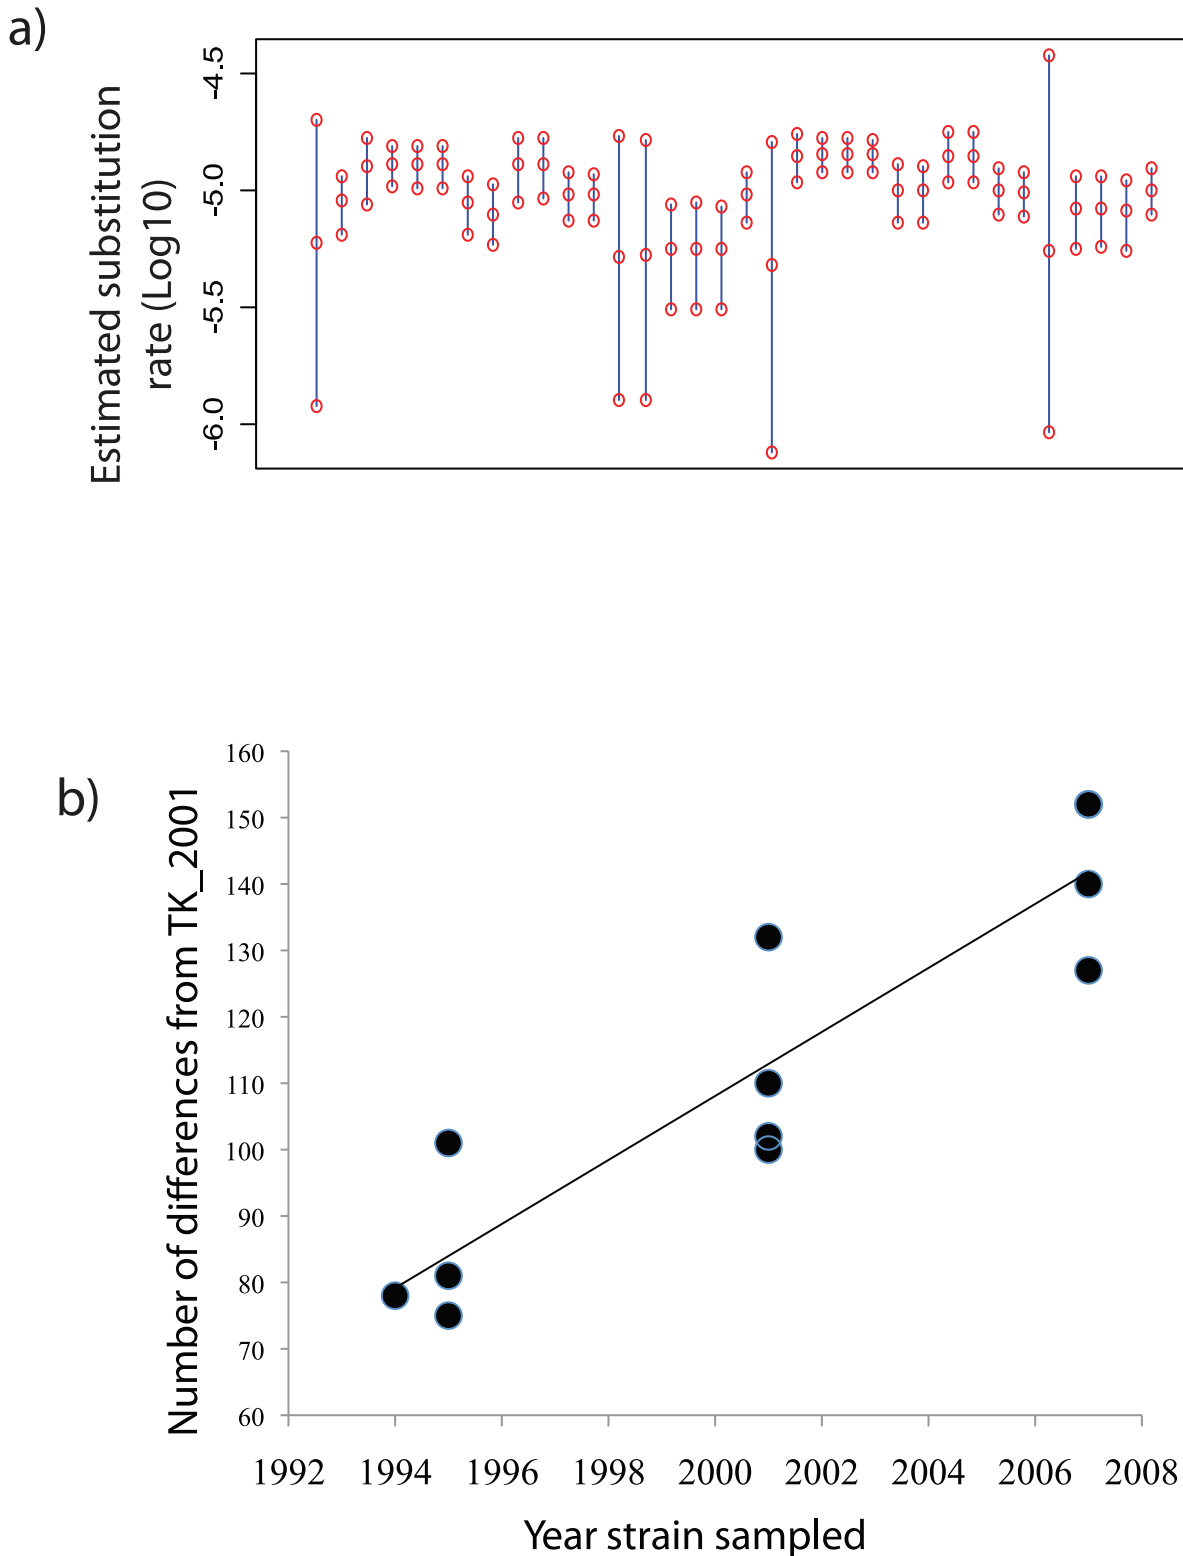 a)
Estimated substitution
rate (Log10)
-4.5
-5.0
-5.5
-6.0
b)
Number of differences from TK_2001
160
150
140
130
120
110
100
90
80
70
60
1992 1994 1996 1998 2000 2002 2004 2006 2008
Year strain sampled